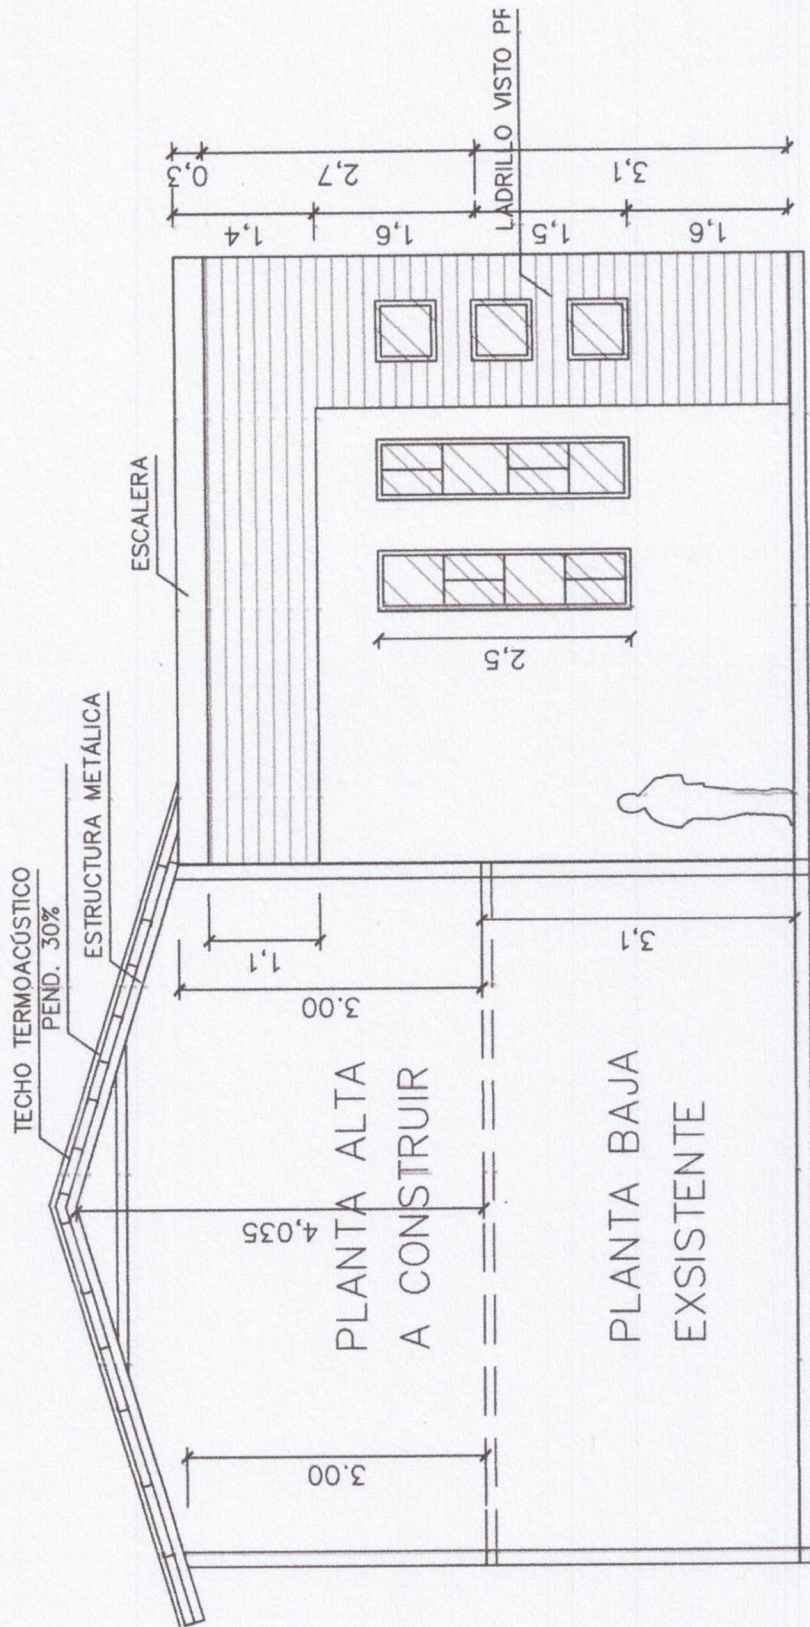 TECHO TERMOACÚSTICO
PEND. 30%
ESTRUCTURA METÁLICA
ESCALERA
LADRILLO VISTO PR
0,3
2,7
3,1
1,4
1,6
1,5
1,6
2,5
1,1
3.00
3,1
4,035
3.00
PLANTA ALTA
A CONSTRUIR
PLANTA BAJA
EXSISTENTE